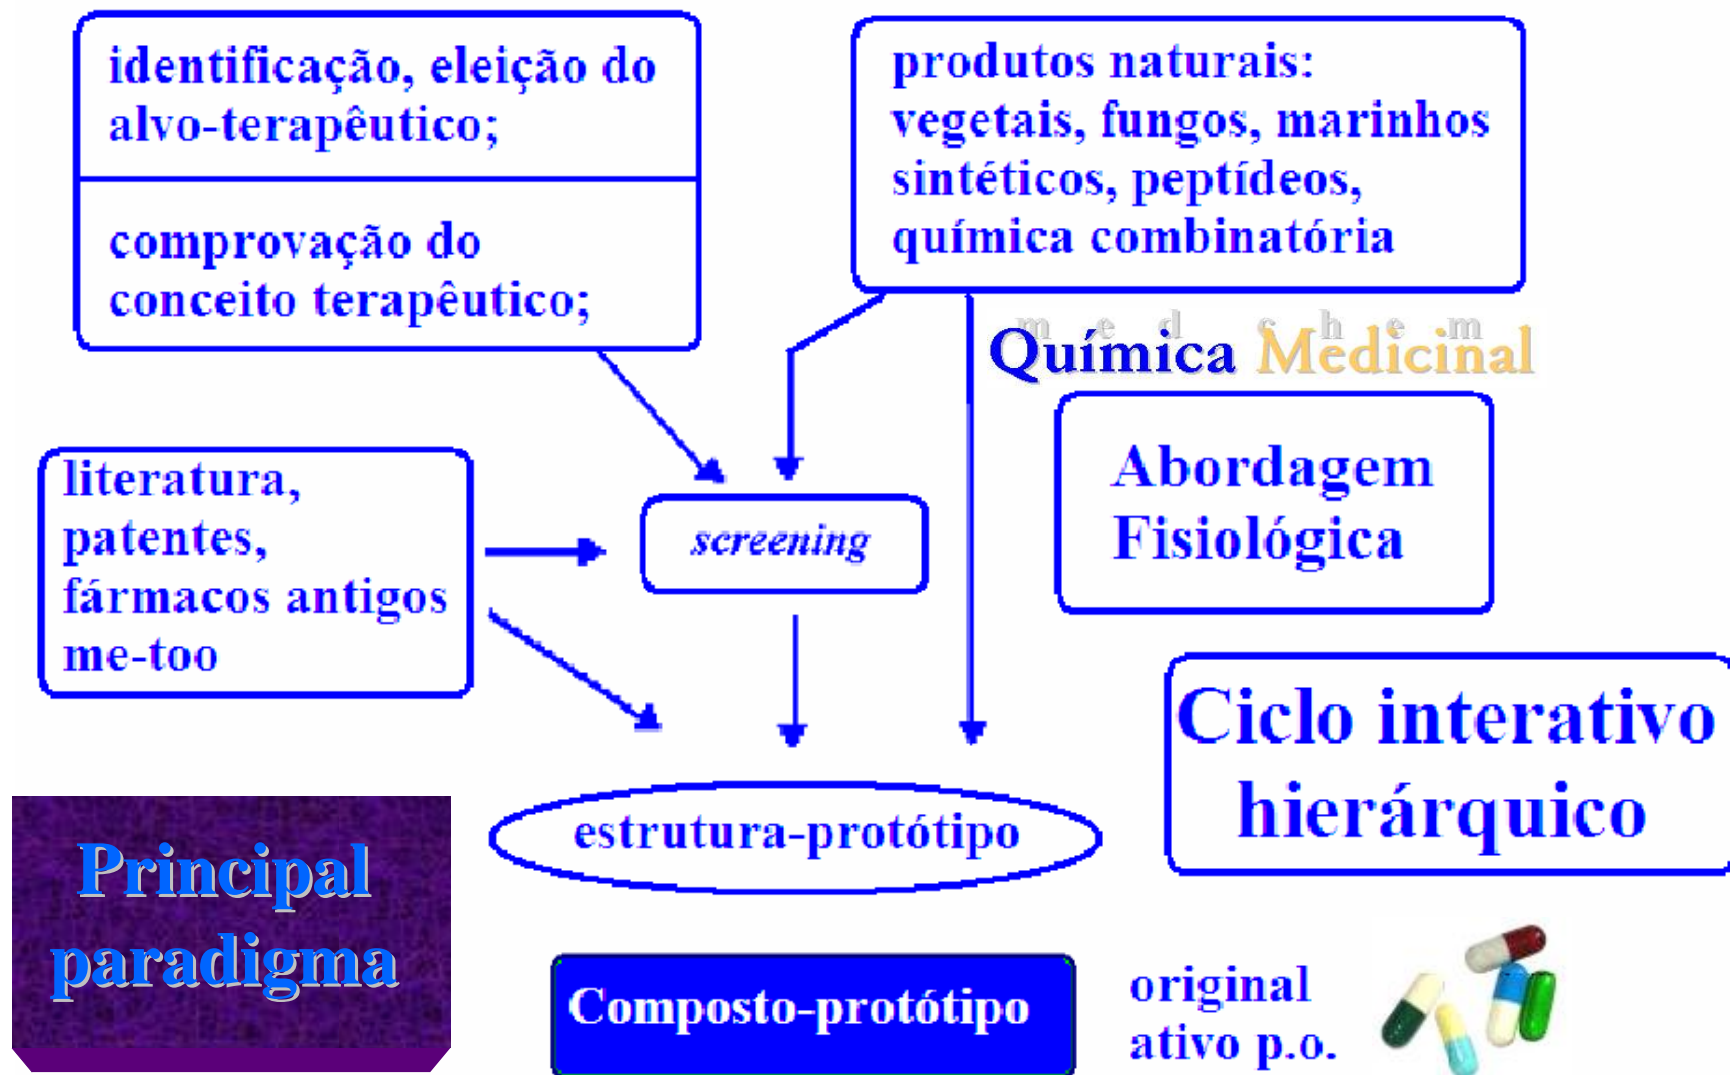 identificação, eleição do
alvo-terapêutico;
comprovação do
conceito terapêutico;
produtos naturais:
vegetais, fungos, marinhos
sintéticos, peptídeos,
química combinatória
med chem
Química Medicinal
Abordagem
Fisiológica
literatura,
patentes,
fármacos antigos
me-too
screening
Ciclo interativo
hierárquico
estrutura-protótipo
Principal
paradigma
Composto-protótipo
original
ativo p.o.